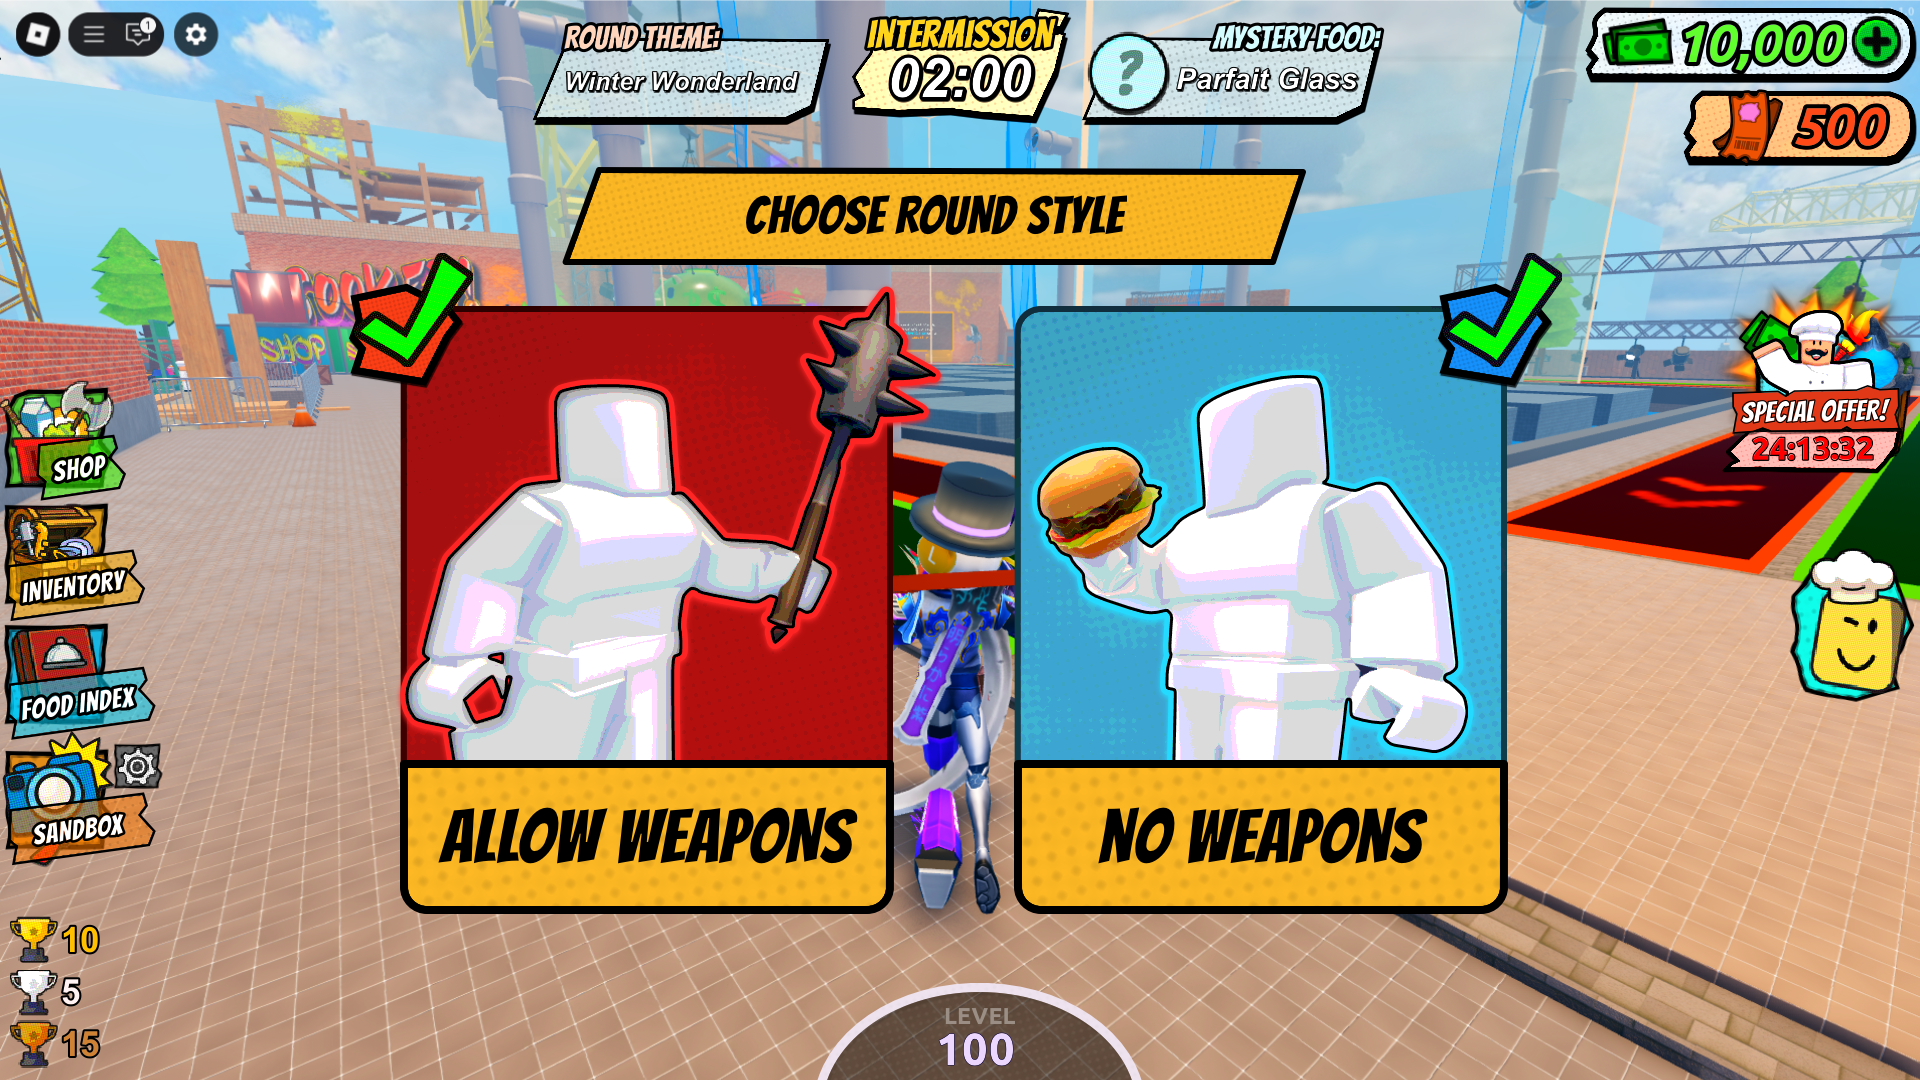 1
ROUND THEME:
Winter Wonderland
INTERMISSION
02:00
MYSTERY FOOD:
?
Parfait Glass
10,000
500
CHOOSE ROUND STYLE
SHOP
SHOP
INVENTORY
FOOD INDEX
SANDBOX
SPECIAL OFFER!
24:13:32
ALLOW WEAPONS
NO WEAPONS
10
5
15
LEVEL
100